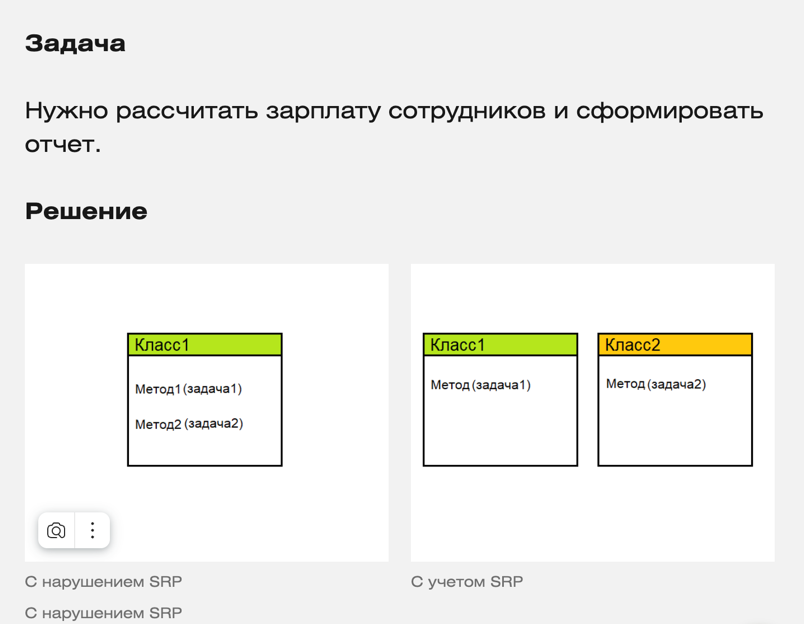 Задача
Нужно рассчитать зарплату сотрудников и сформировать
отчет.
Решение
Класс1
Метод1(задача1)
Метод2(задача2)
Класс1
Метод(задача1)
Класс2
Метод(задача2)
С нарушением SRP
С учетом SRP
С нарушением SRP